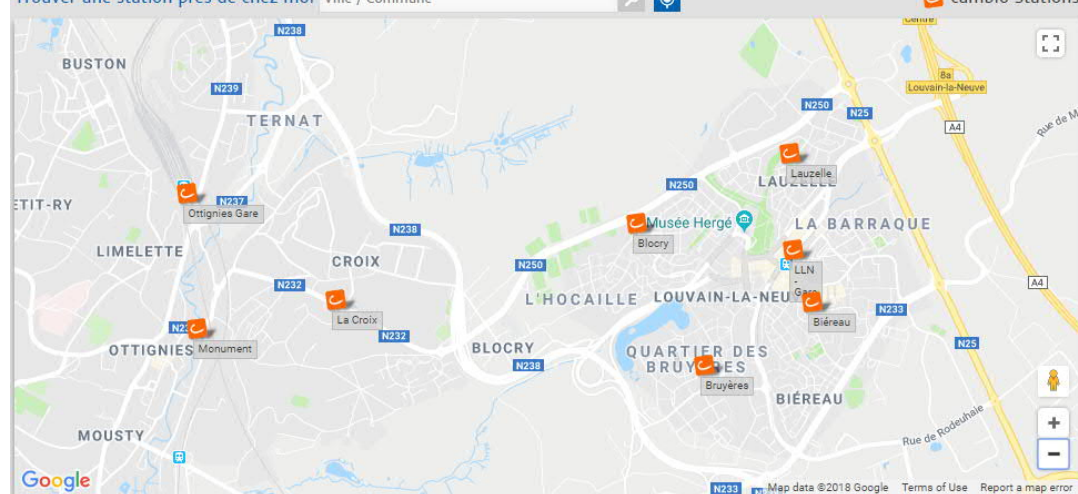 Trouver une station près de chez moi
Ville / Commune
cambio Stations
Centre
N238
BUSTON
8a
Louvain-la-Neuve
N239
N250
N25
TERNAT
A4
Rue de M
Lauzelle
LAUZELLE
N250
N237
Ottignies Gare
ETIT-RY
Musée Hergé
LA BARRAQUE
N238
Blocry
LIMELETTE
CROIX
N250
LLN
-
Gare
A4
N232
L'HOCAILLE
LOUVAIN-LA-NEU
N233
La Croix
Biéreau
N232
N25
Monument
OTTIGNIES
BLOCRY
QUARTIER DES
BRUYÈRES
N238
Bruyères
BIÉREAU
MOUSTY
Rue de Rodeuhaie
+
−
Google
N233
Map data ©2018 Google
Terms of Use
Report a map error